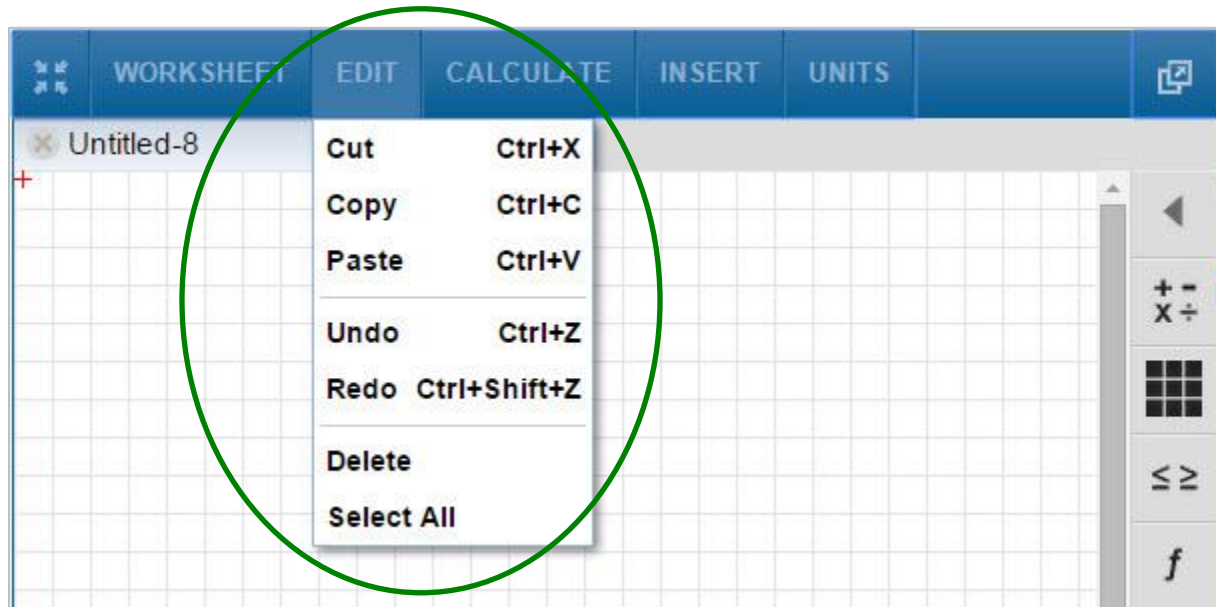 WORKSHEET EDIT CALCULATE INSERT UNITS
Untitled-8
Cut Ctrl+X
Copy Ctrl+C
Paste Ctrl+V
Undo Ctrl+Z
Redo Ctrl+Shift+Z
Delete
Select All
+ -
x ÷
≤ ≥
f